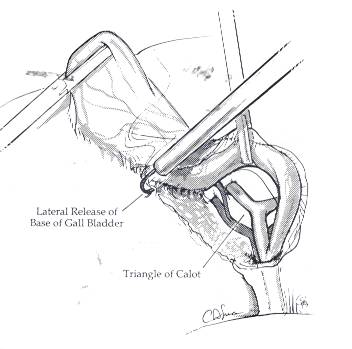 Lateral Release of
Base of Gall Bladder
Triangle of Calot